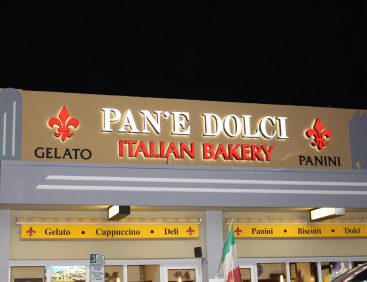 PAN'E DOLCI
ITALIAN BAKERY
GELATO
PANINI
Gelato • Cappuccino • Deli
Panini • Biscotti • Dolci